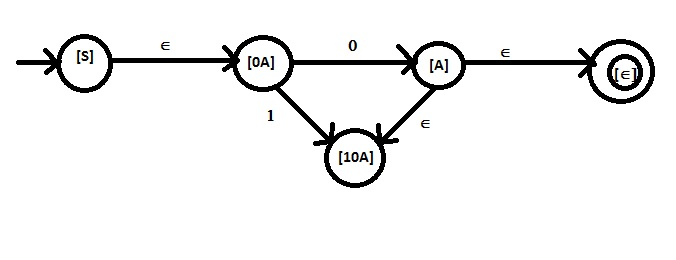 ∈ 0 ∈
[S] [0A] [A] [∈]
1 ∈
[10A]